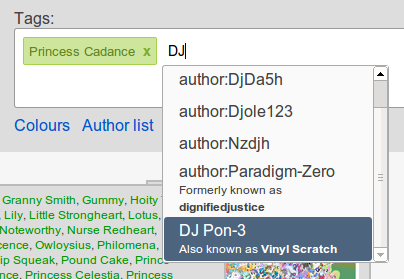 Tags:
Princess Cadance x DJ
author:DjDa5h
author:Djole123
author:Nzdjh
author:Paradigm-Zero
Formerly known as
dignifiedjustice
DJ Pon-3
Also known as Vinyl Scratch
Colours Author list
Granny Smith, Gummy, Hoity
, Lily, Little Strongheart, Lotus,
Noteworthy, Nurse Redheart,
cence, Owloysius, Philomena,
ip Squeak, Pound Cake, Princ
nce, Princess Celestia, Princess